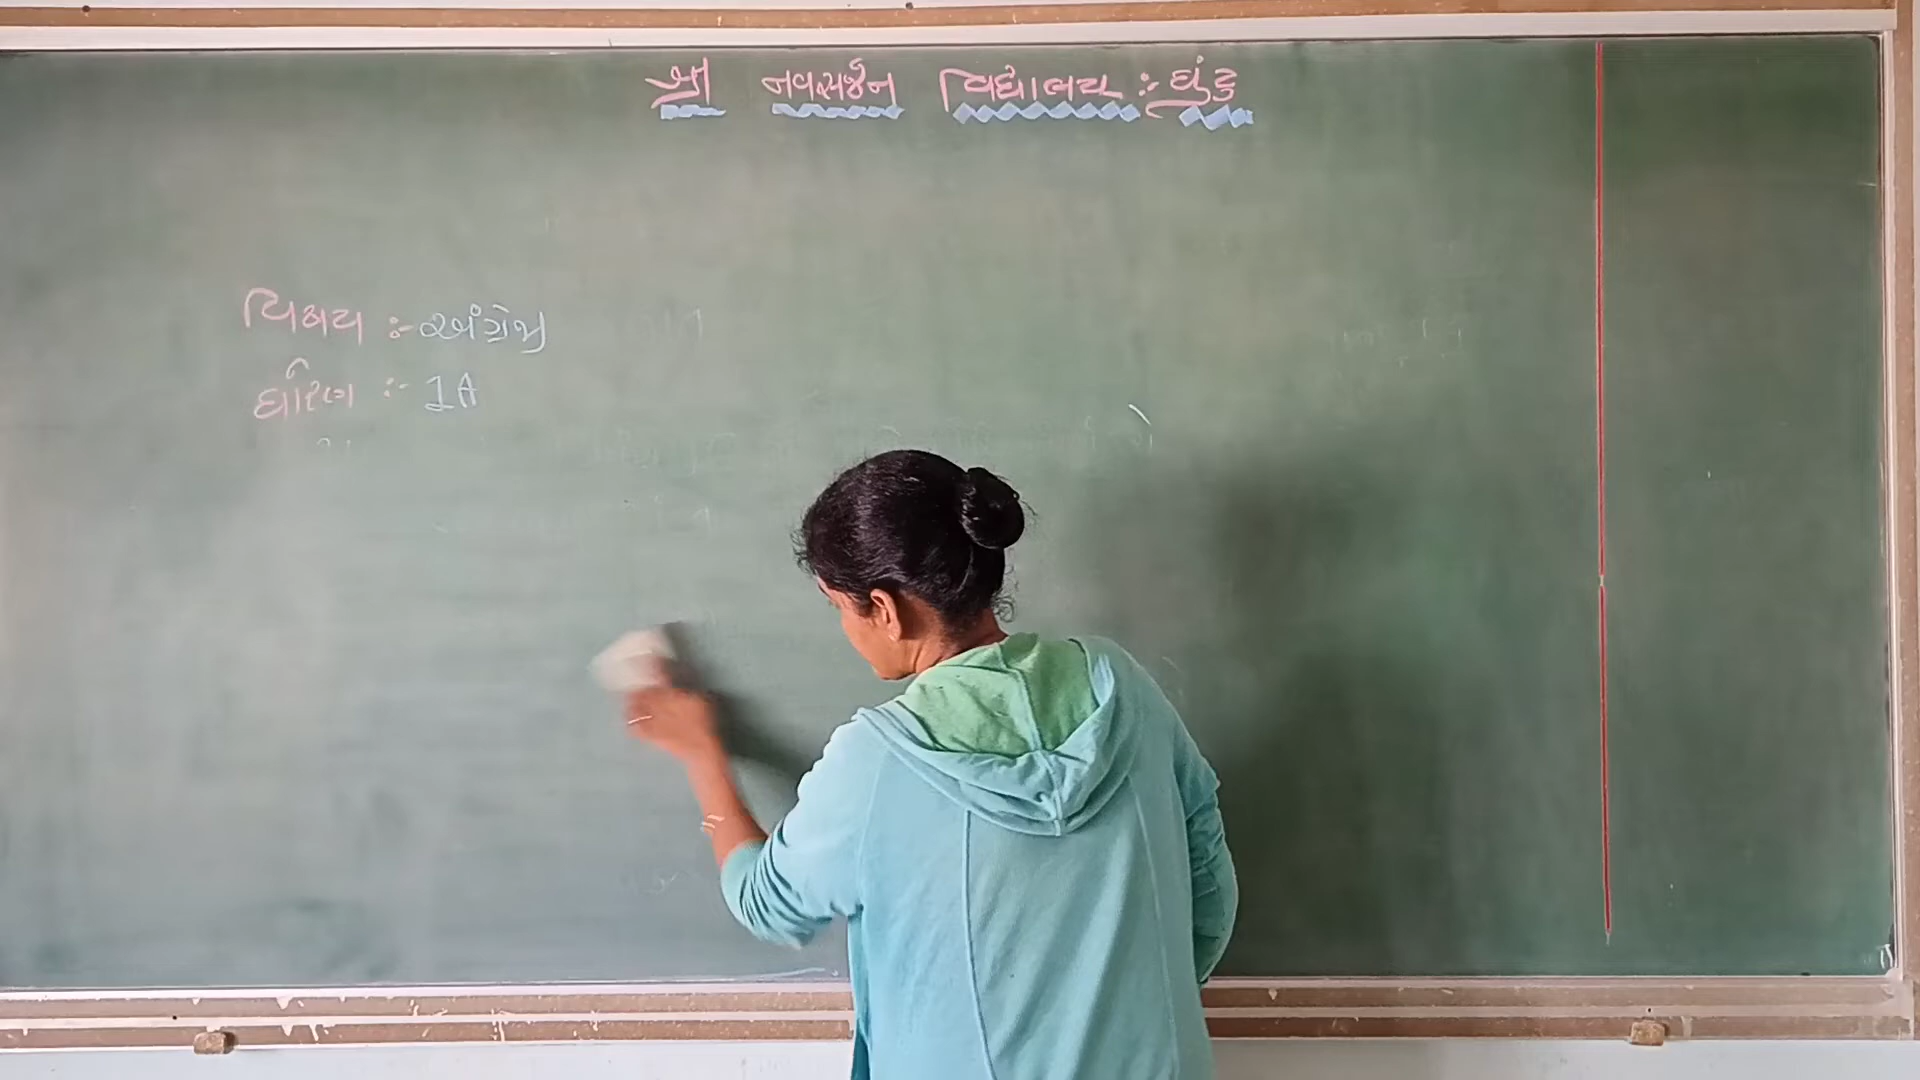 શ્રી નવસર્જન વિદ્યાલય :- ઘુંટુ
વિષય :- અંગ્રેજી
ધોરણ :- 1A